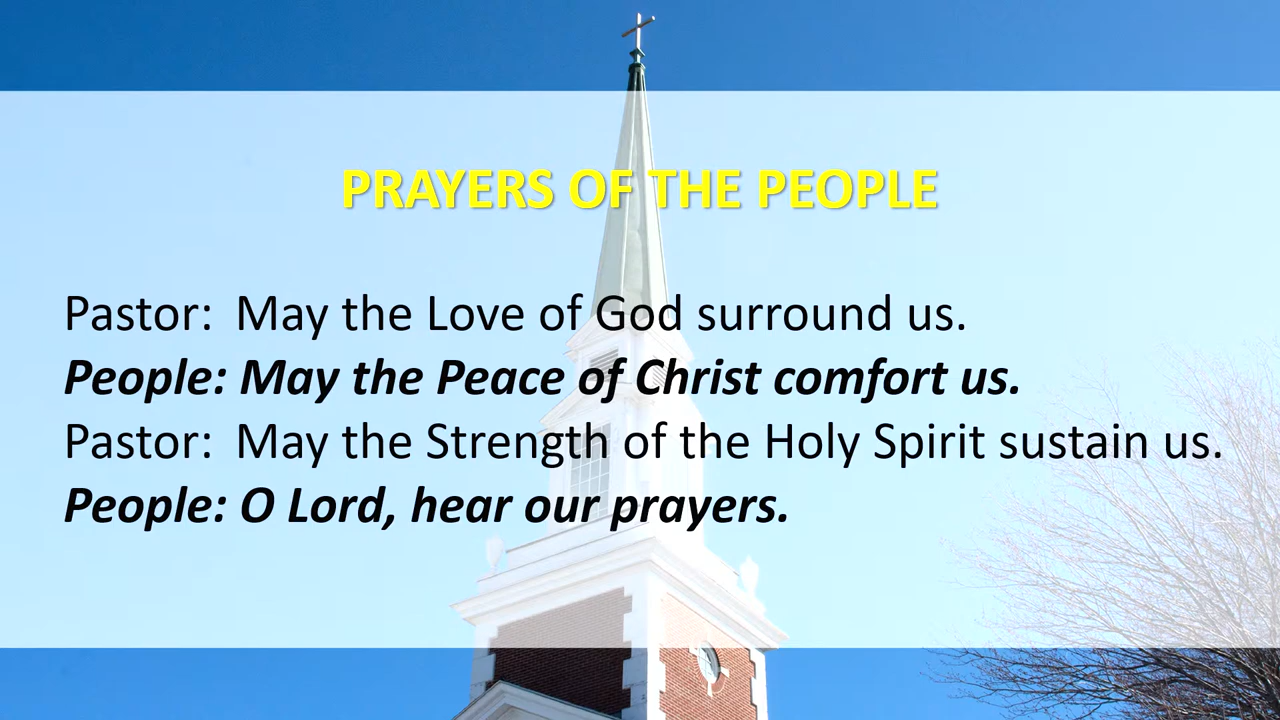 PRAYERS OF THE PEOPLE
Pastor:  May the Love of God surround us.
People: May the Peace of Christ comfort us.
Pastor:  May the Strength of the Holy Spirit sustain us.
People: O Lord, hear our prayers.